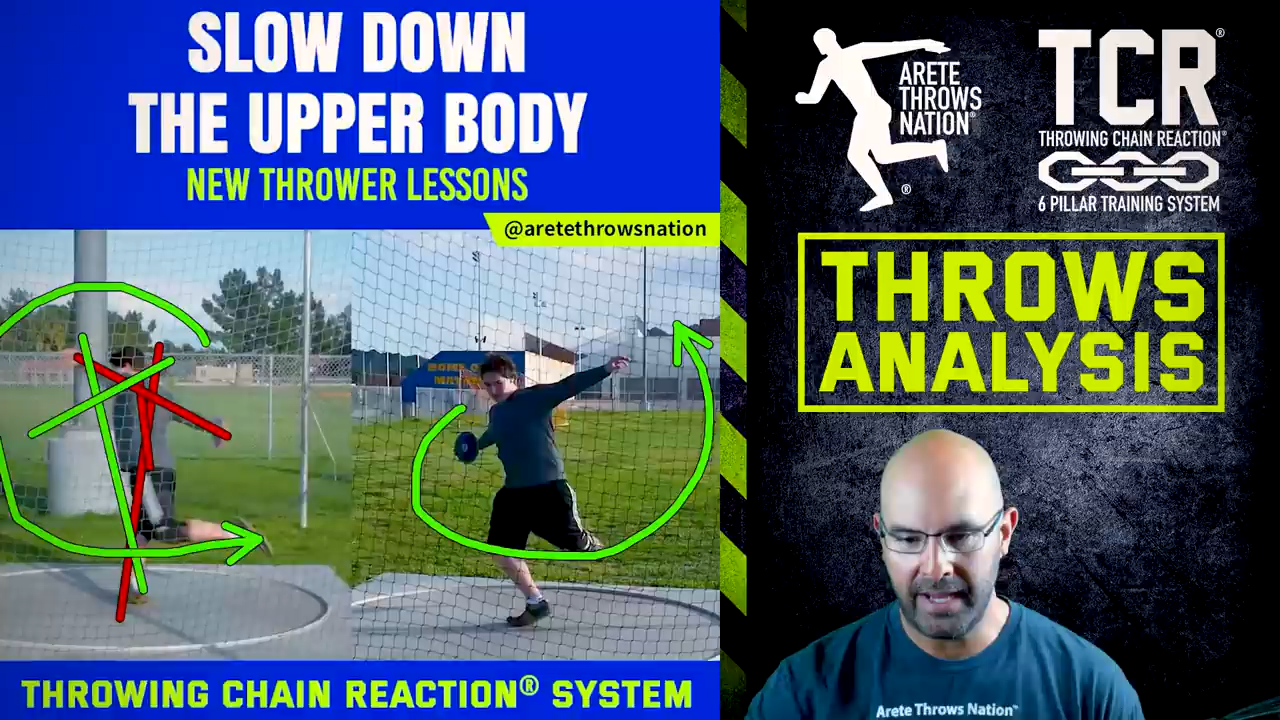 SLOW DOWN
THE UPPER BODY
NEW THROWER LESSONS
@aretethrowsnation
THROWING CHAIN REACTION® SYSTEM
ARETE
THROWS
NATION®
®
TCR®
THROWING CHAIN REACTION®
6 PILLAR TRAINING SYSTEM
THROWS
ANALYSIS
Arete Throws Nation™